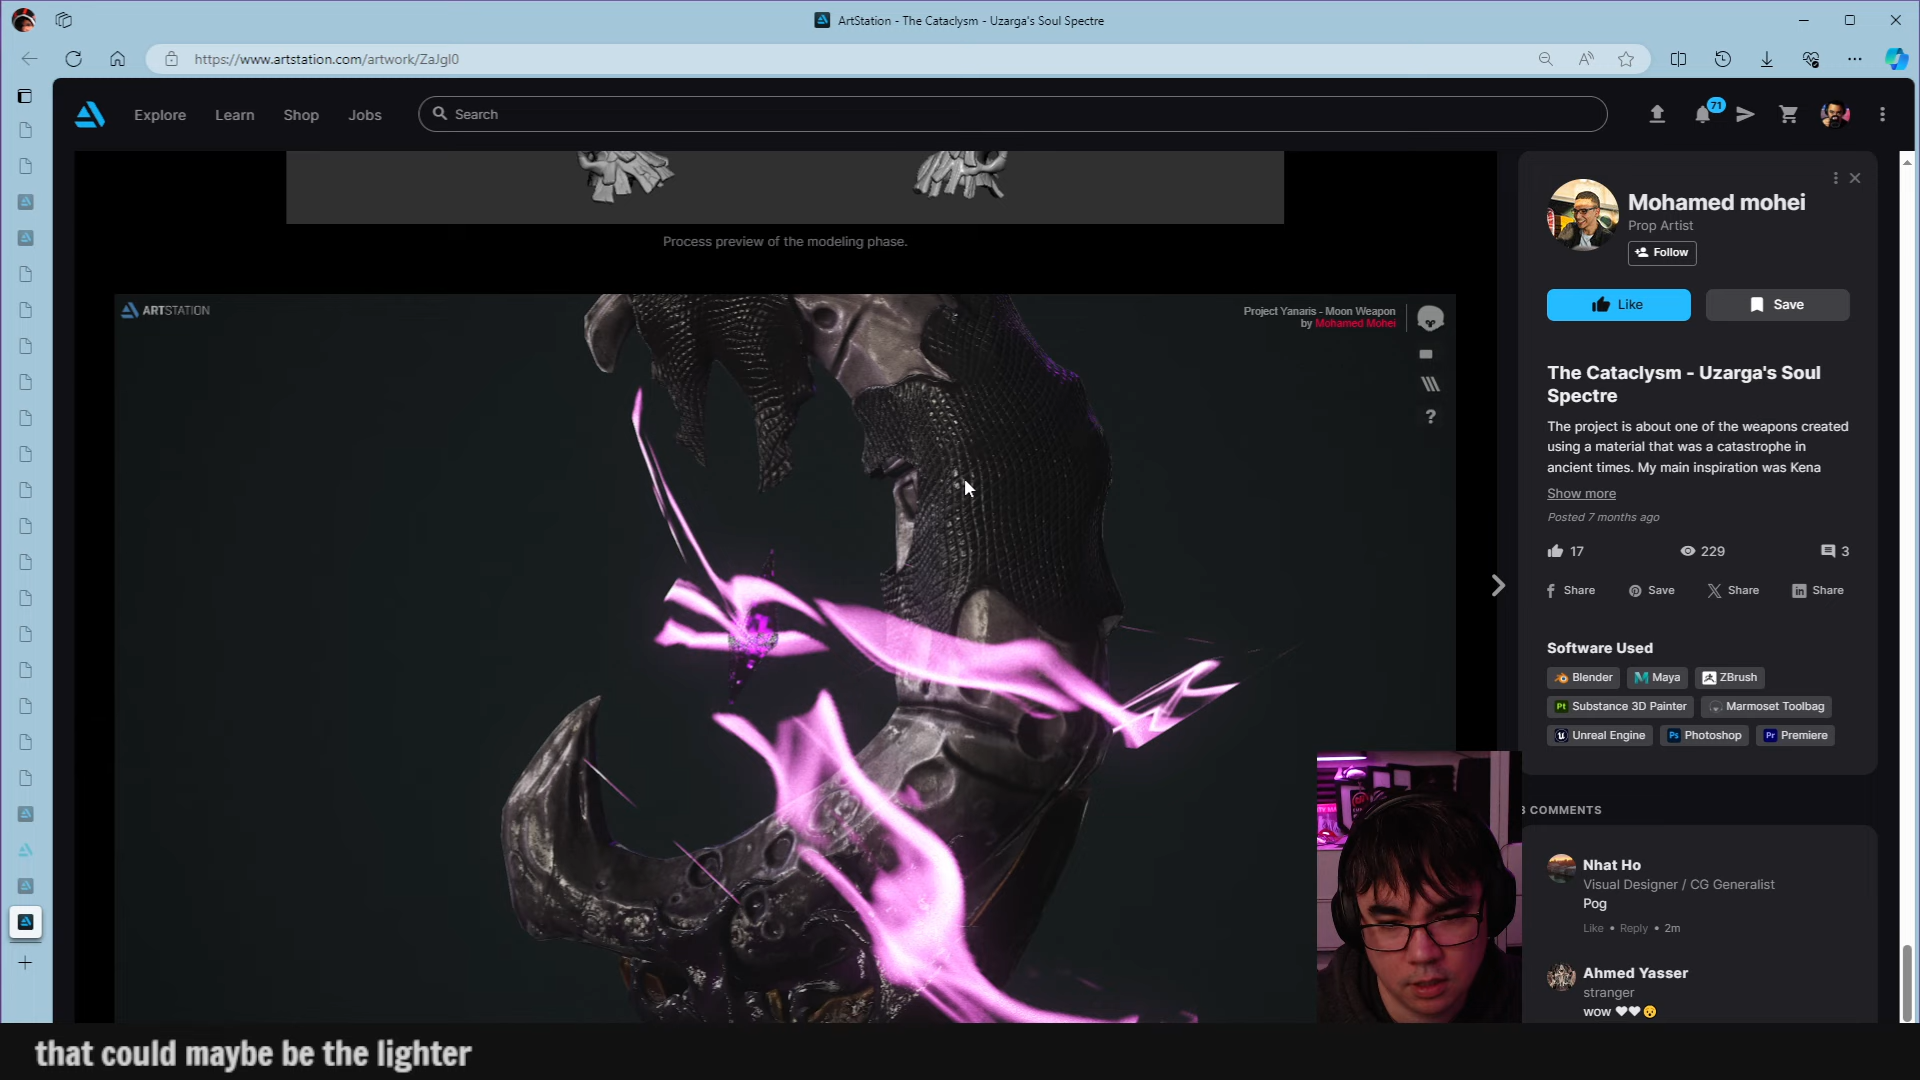 ArtStation - The Cataclysm - Uzarga's Soul Spectre
https://www.artstation.com/artwork/ZaJgl0
Explore
Learn
Shop
Jobs
Search
71
Process preview of the modeling phase.
ARTSTATION
Project Yanaris - Moon Weapon
by Mohamed Mohei
?
Mohamed mohei
Prop Artist
Follow
Like
Save
The Cataclysm - Uzarga's Soul
Spectre
The project is about one of the weapons created
using a material that was a catastrophe in
ancient times. My main inspiration was Kena
Show more
Posted 7 months ago
17
229
3
Share
Save
Share
Share
Software Used
Blender
Maya
ZBrush
Pt Substance 3D Painter
Marmoset Toolbag
Unreal Engine
Ps Photoshop
Pr Premiere
3 COMMENTS
Nhat Ho
Visual Designer / CG Generalist
Pog
Like • Reply • 2m
Ahmed Yasser
stranger
wow ❤❤😯
that could maybe be the lighter